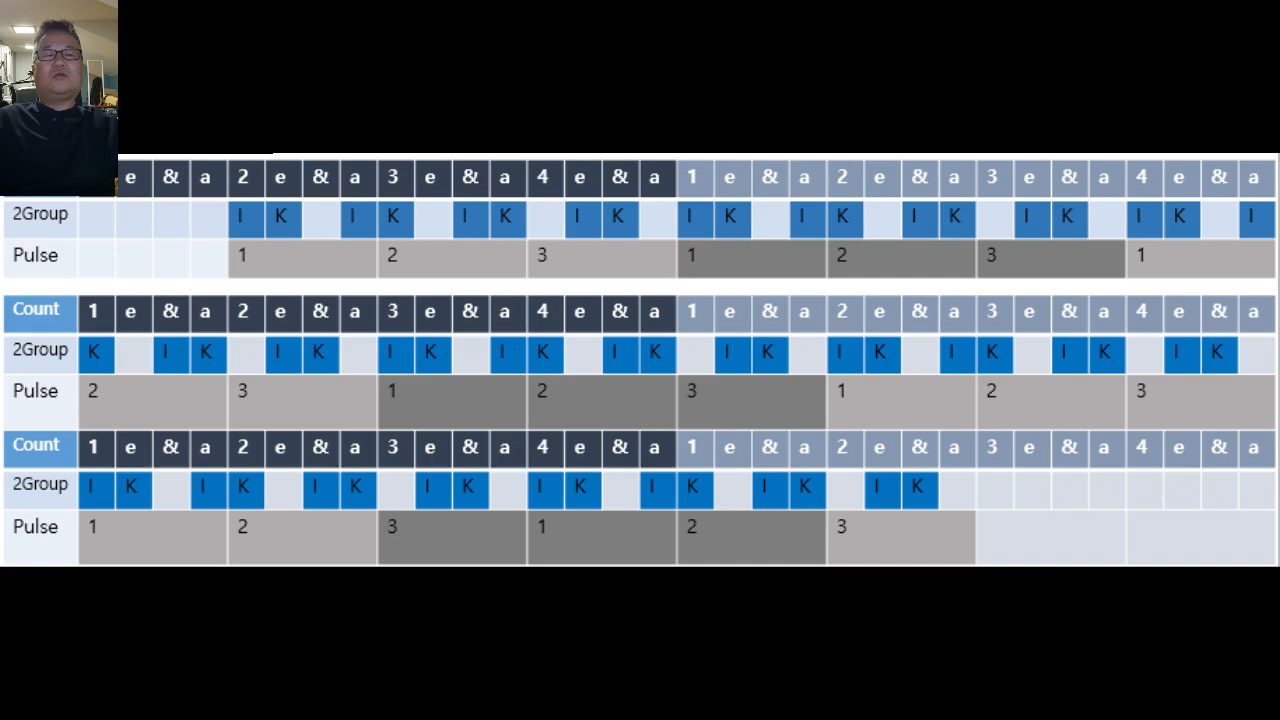 e & a 2 e & a 3 e & a 4 e & a 1 e & a 2 e & a 3 e & a 4 e & a
2Group I K I K I K I K I K I K I K I K I K I
Pulse 1 2 3 1 2 3 1
Count 1 e & a 2 e & a 3 e & a 4 e & a 1 e & a 2 e & a 3 e & a 4 e & a
2Group K I K I K I K I K I K I K I K I K I K I K
Pulse 2 3 1 2 3 1 2 3
Count 1 e & a 2 e & a 3 e & a 4 e & a 1 e & a 2 e & a 3 e & a 4 e & a
2Group I K I K I K I K I K I K I K I K
Pulse 1 2 3 1 2 3